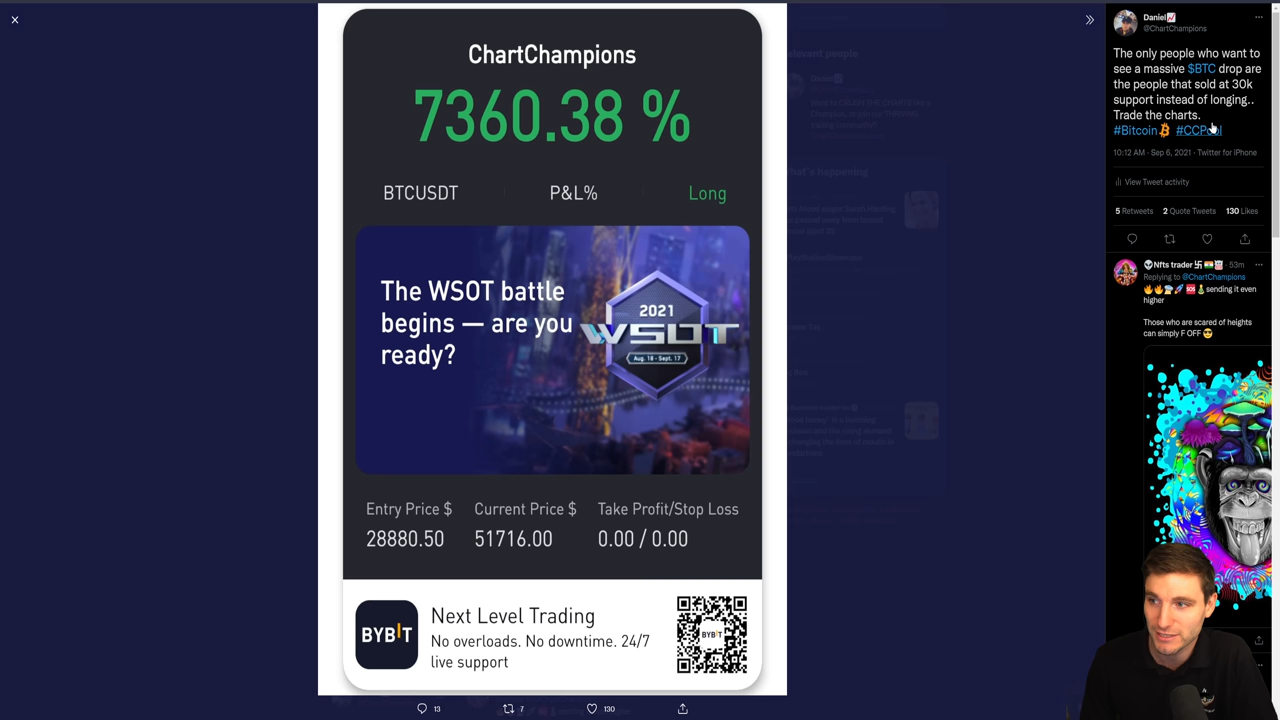 ChartChampions
7360.38 %
BTCUSDT P&L% Long
The WSOT battle
begins — are you
ready?
2021
WSOT
Aug. 18 - Sept. 17
Entry Price $ Current Price $ Take Profit/Stop Loss
28880.50 51716.00 0.00 / 0.00
BYBIT
Next Level Trading
No overloads. No downtime. 24/7
live support
BYBIT
13 7 130
Daniel
@ChartChampions
The only people who want to
see a massive $BTC drop are
the people that sold at 30k
support instead of longing..
Trade the charts.
#Bitcoin #CCPool
10:12 AM · Sep 6, 2021 · Twitter for iPhone
View Tweet activity
5 Retweets 2 Quote Tweets 130 Likes
Nfts trader 卐 · 53m
Replying to @ChartChampions
SOS sending it even
higher
Those who are scared of heights
can simply F OFF